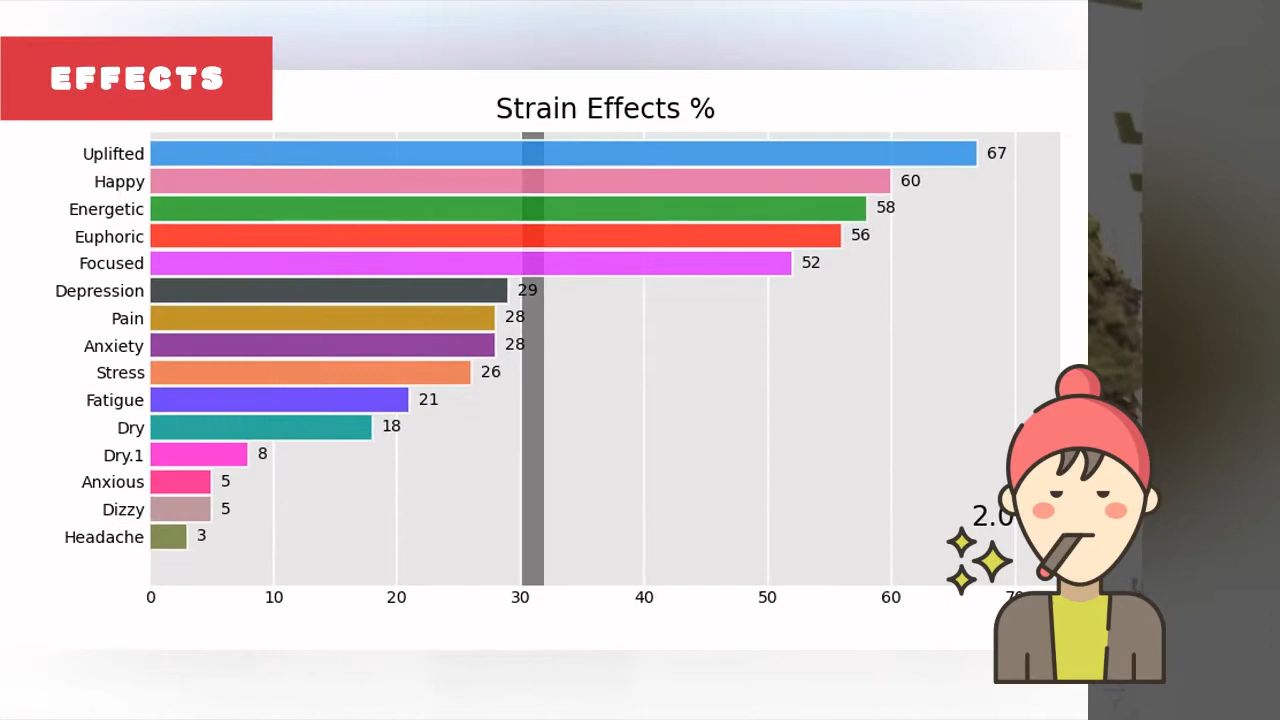 EFFECTS
Strain Effects %
Uplifted 67
Happy 60
Energetic 58
Euphoric 56
Focused 52
Depression 29
Pain 28
Anxiety 28
Stress 26
Fatigue 21
Dry 18
Dry.1 8
Anxious 5
Dizzy 5
Headache 3
2.0
0 10 20 30 40 50 60